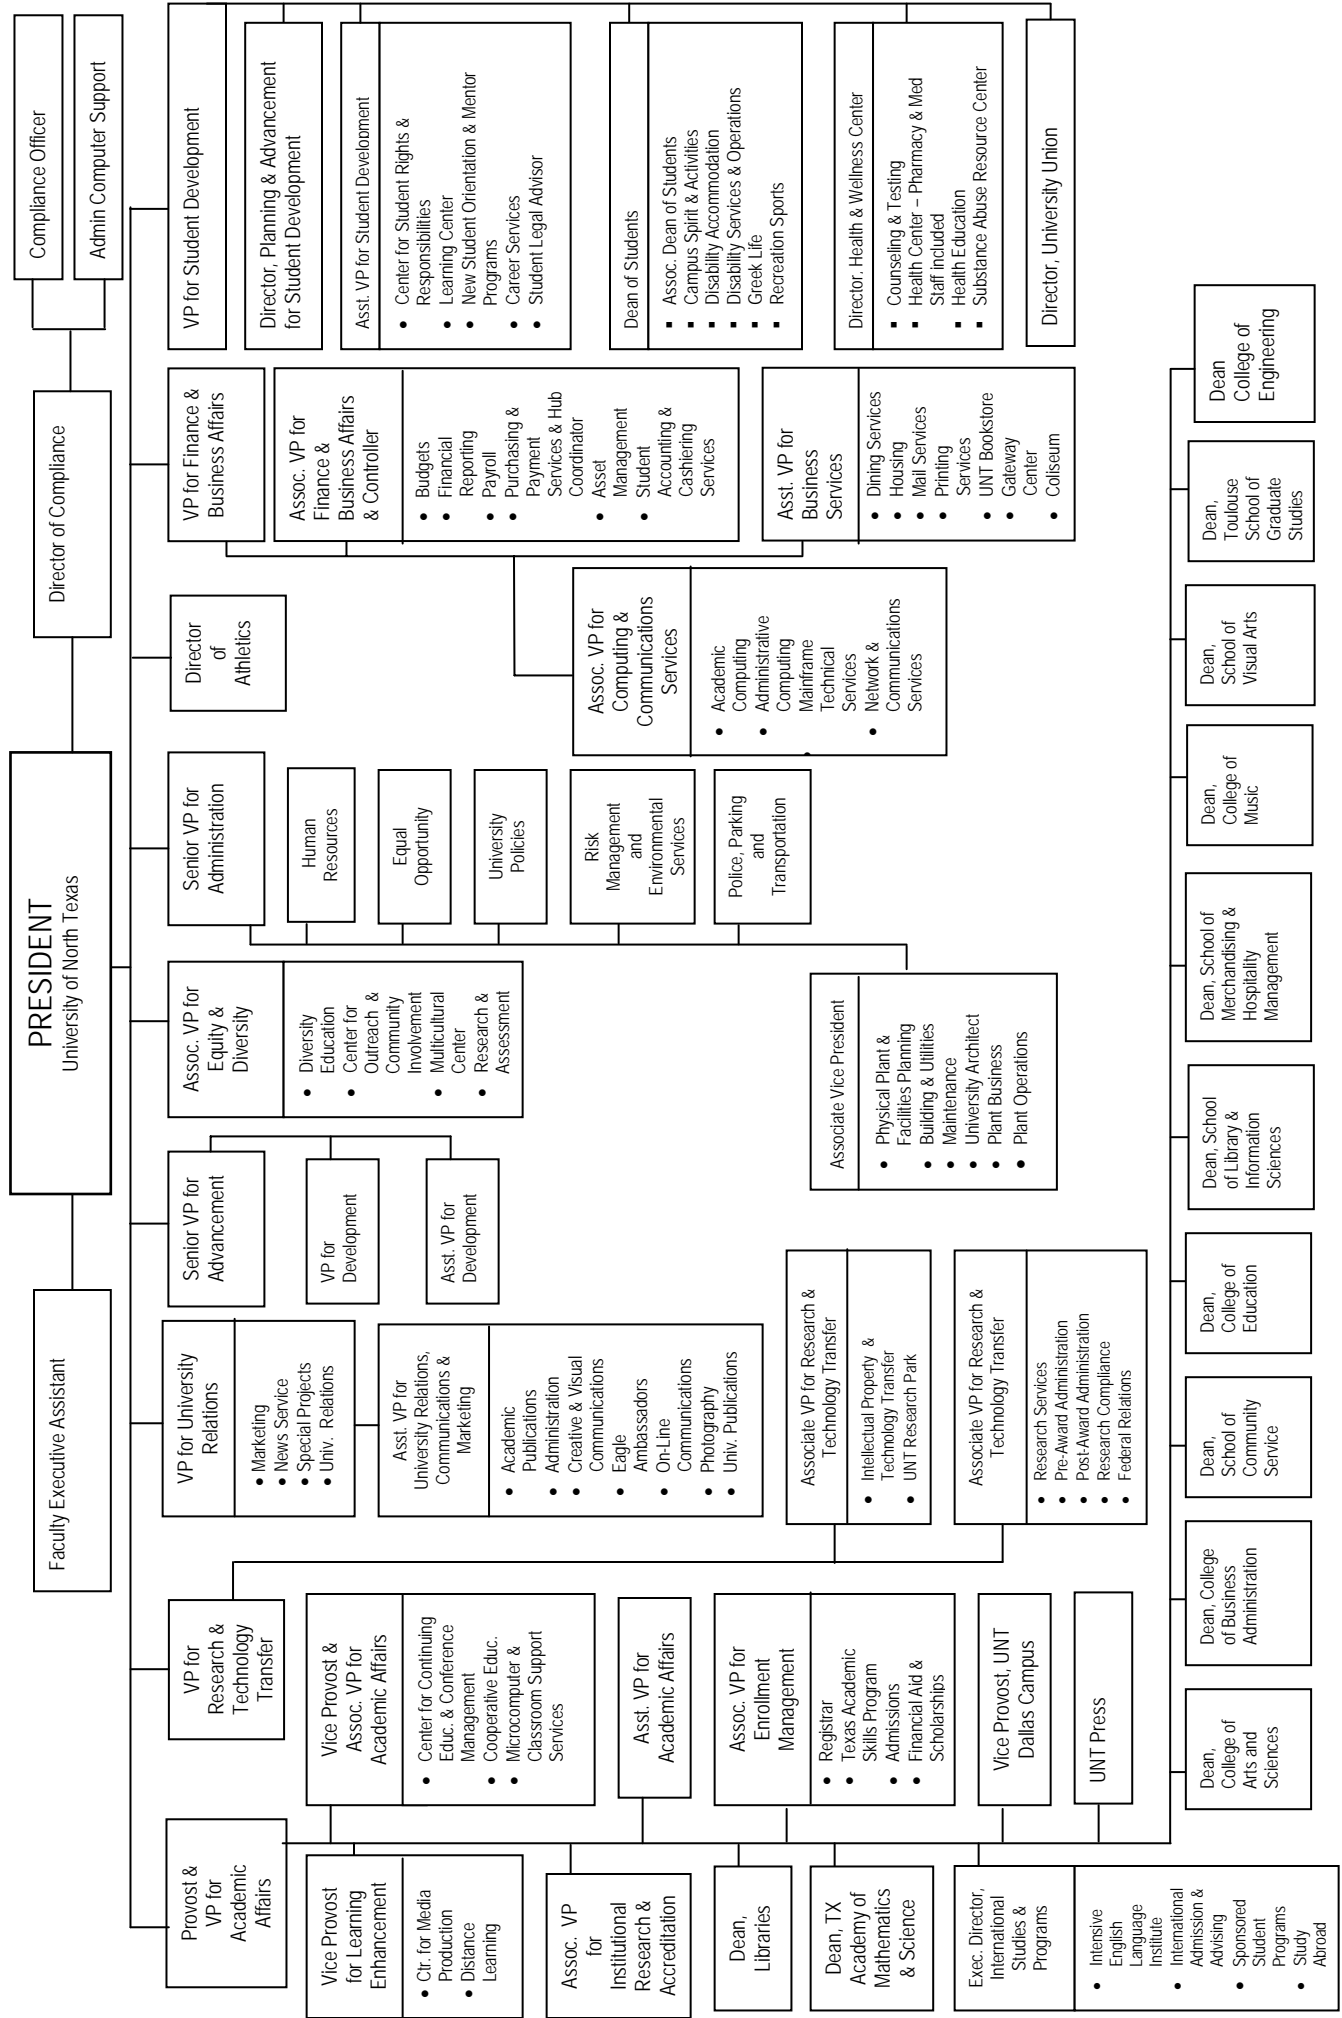 PRESIDENT
University of North Texas
Faculty Executive Assistant
Director of Compliance
Compliance Officer
Admin Computer Support
Provost &
VP for
Academic
Affairs
VP for
Research &
Technology
Transfer
VP for University
Relations
• Marketing
• News Service
• Special Projects
• Univ. Relations
Senior VP for
Advancement
Assoc. VP for
Equity &
Diversity
• Diversity
Education
• Center for
Outreach &
Community
Involvement
• Multicultural
Center
• Research &
Assessment
Senior VP for
Administration
Director
of
Athletics
VP for Finance &
Business Affairs
VP for Student Development
Vice Provost
for Learning
Enhancement
• Ctr. for Media
Production
• Distance
Learning
Vice Provost &
Assoc. VP for
Academic Affairs
• Center for Continuing
Educ. & Conference
Management
• Cooperative Educ.
• Microcomputer &
Classroom Support
Services
Assoc. VP
for
Institutional
Research &
Accreditation
Asst. VP for
Academic Affairs
Dean,
Libraries
Assoc. VP for
Enrollment
Management
• Registrar
• Texas Academic
Skills Program
• Admissions
• Financial Aid &
Scholarships
Dean, TX
Academy of
Mathematics
& Science
Vice Provost, UNT
Dallas Campus
Exec. Director,
International
Studies &
Programs
• Intensive
English
Language
Institute
• International
Admission &
Advising
• Sponsored
Student
Programs
• Study
Abroad
UNT Press
Asst. VP for
University Relations,
Communications &
Marketing
• Academic
Publications
• Administration
• Creative & Visual
Communications
• Eagle
Ambassadors
• On-Line
Communications
• Photography
• Univ. Publications
Associate VP for Research &
Technology Transfer
• Intellectual Property &
Technology Transfer
• UNT Research Park
Associate VP for Research &
Technology Transfer
• Research Services
• Pre-Award Administration
• Post-Award Administration
• Research Compliance
• Federal Relations
VP for
Development
Asst. VP for
Development
Human
Resources
Equal
Opportunity
University
Policies
Risk
Management
and
Environmental
Services
Police, Parking
and
Transportation
Associate Vice President
• Physical Plant &
Facilities Planning
• Building & Utilities
• Maintenance
• University Architect
• Plant Business
• Plant Operations
Assoc. VP for
Finance &
Business Affairs
& Controller
• Budgets
• Financial
Reporting
• Payroll
• Purchasing &
Payment
Services & Hub
Coordinator
• Asset
Management
• Student
Accounting &
Cashiering
Services
Asst. VP for
Business
Services
• Dining Services
• Housing
• Mail Services
• Printing
Services
• UNT Bookstore
• Gateway
Center
• Coliseum
Assoc. VP for
Computing &
Communications
Services
• Academic
Computing
• Administrative
Computing
Mainframe
Technical
Services
• Network &
Communications
Services
Director, Planning & Advancement
for Student Development
Asst. VP for Student Development
• Center for Student Rights &
Responsibilities
• Learning Center
• New Student Orientation & Mentor
Programs
• Career Services
• Student Legal Advisor
Dean of Students
▪ Assoc. Dean of Students
▪ Campus Spirit & Activities
▪ Disability Accommodation
▪ Disability Services & Operations
▪ Greek Life
▪ Recreation Sports
Director, Health & Wellness Center
▪ Counseling & Testing
▪ Health Center – Pharmacy & Med
Staff included
▪ Health Education
▪ Substance Abuse Resource Center
Director, University Union
Dean,
College of
Arts and
Sciences
Dean, College
of Business
Administration
Dean,
School of
Community
Service
Dean,
College of
Education
Dean, School
of Library &
Information
Sciences
Dean, School of
Merchandising &
Hospitality
Management
Dean,
College of
Music
Dean,
School of
Visual Arts
Dean,
Toulouse
School of
Graduate
Studies
Dean
College of
Engineering